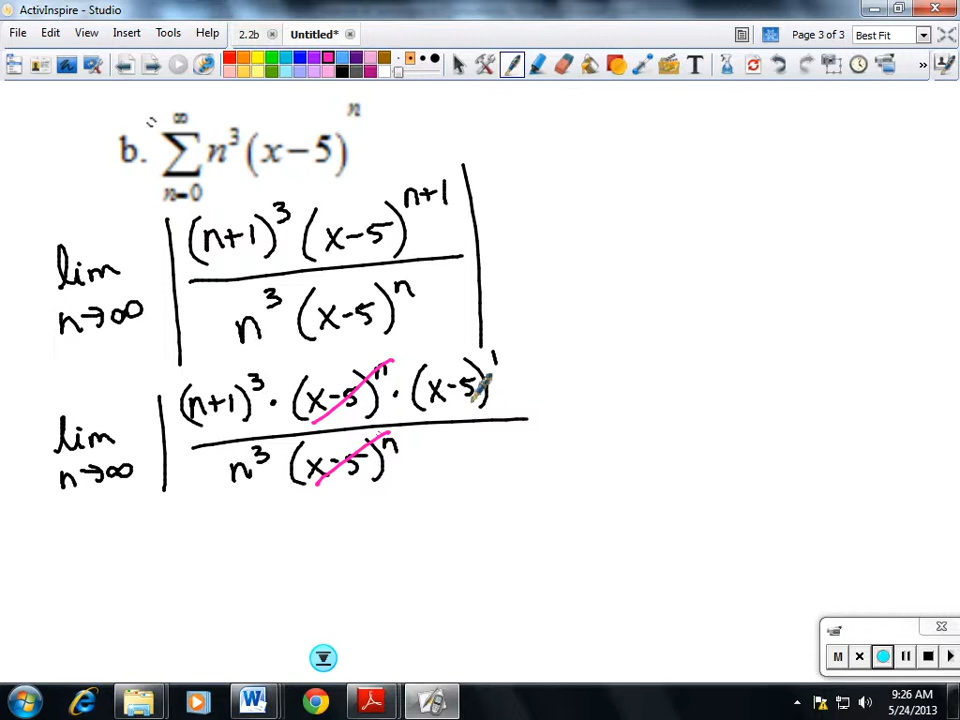 ActivInspire - Studio
File Edit View Insert Tools Help 2.2b Untitled* Page 3 of 3 Best Fit
T »
b. ∞
∑ n³(x-5)ⁿ
n=0
lim n→∞ | (n+1)³ (x-5)ⁿ⁺¹ / n³ (x-5)ⁿ |
lim n→∞ | (n+1)³ · (x-5)ⁿ · (x-5)¹ / n³ (x-5)ⁿ
M
9:26 AM
5/24/2013